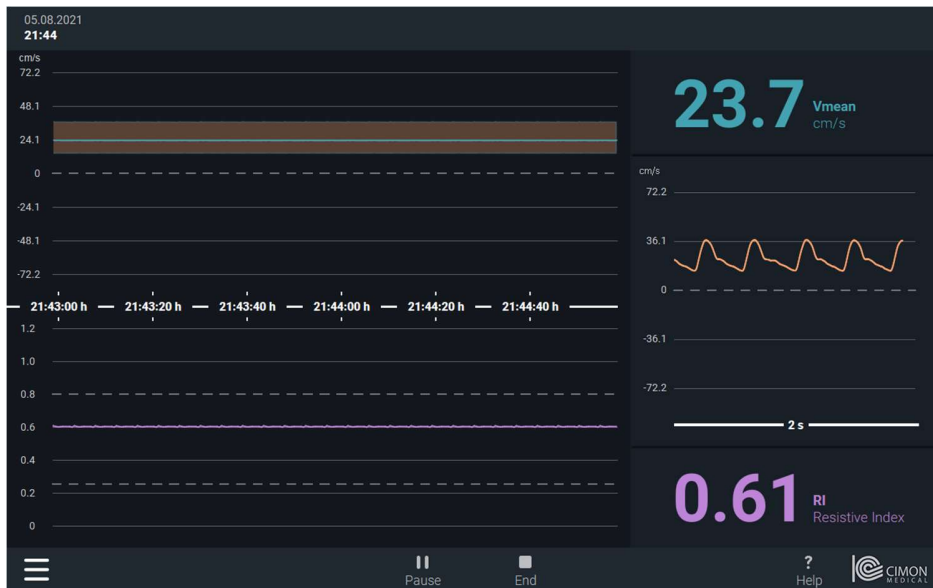 05.08.2021
21:44
cm/s
72.2
48.1
24.1
0
-24.1
-48.1
-72.2
21:43:00 h
21:43:20 h
21:43:40 h
21:44:00 h
21:44:20 h
21:44:40 h
1.2
1.0
0.8
0.6
0.4
0.2
0
23.7 Vmean
cm/s
cm/s
72.2
36.1
0
-36.1
-72.2
2 s
0.61 RI
Resistive Index
Pause
End
?
Help
CIMON
MEDICAL